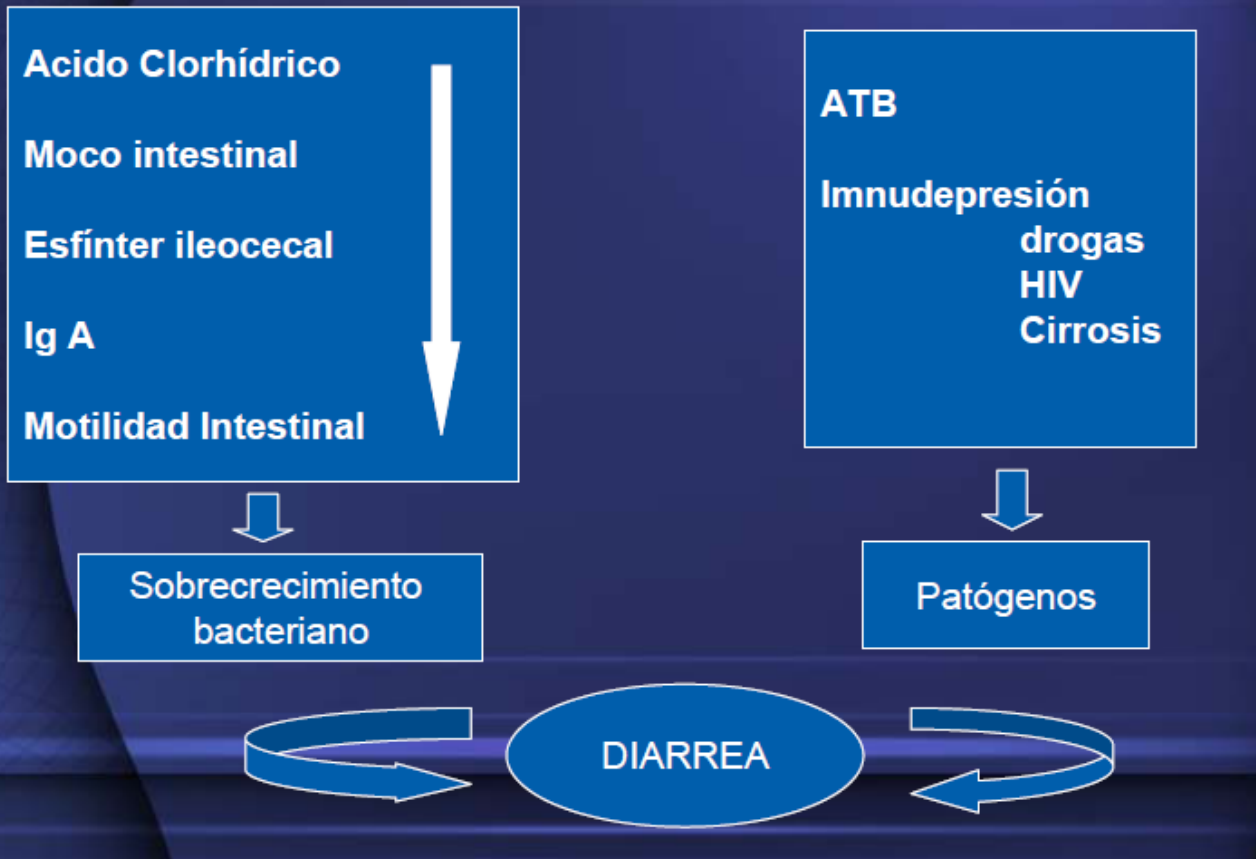 Acido Clorhídrico
Moco intestinal
Esfínter ileocecal
Ig A
Motilidad Intestinal
ATB
Imnudepresión
drogas
HIV
Cirrosis
Sobrecrecimiento
bacteriano
Patógenos
DIARREA